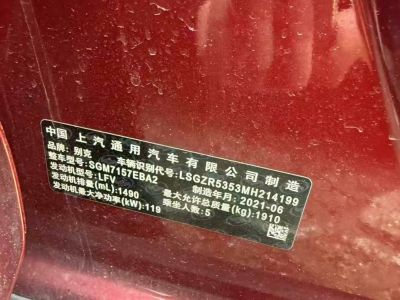 中国 上汽通用汽车有限公司制造
品牌: 别克 车辆识别代号: LSGZR5353MH214199
整车型号: SGM7157EBA2 制造年月: 2021-06
发动机型号: LFV 最大允许总质量(kg): 1910
发动机排量(mL): 1490 乘坐人数: 5
发动机最大净功率(kW): 119